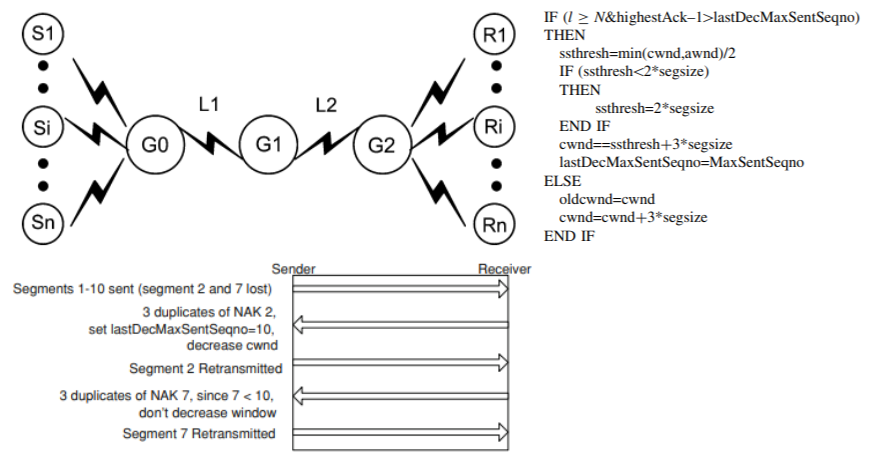 S1
Si
Sn
G0
L1
G1
L2
G2
R1
Ri
Rn
IF (l ≥ N&highestAck–1>lastDecMaxSentSeqno)
THEN
ssthresh=min(cwnd,awnd)/2
IF (ssthresh<2*segsize)
THEN
ssthresh=2*segsize
END IF
cwnd==ssthresh+3*segsize
lastDecMaxSentSeqno=MaxSentSeqno
ELSE
oldcwnd=cwnd
cwnd=cwnd+3*segsize
END IF
Sender
Receiver
Segments 1-10 sent (segment 2 and 7 lost)
3 duplicates of NAK 2,
set lastDecMaxSentSeqno=10,
decrease cwnd
Segment 2 Retransmitted
3 duplicates of NAK 7, since 7 < 10,
don't decrease window
Segment 7 Retransmitted